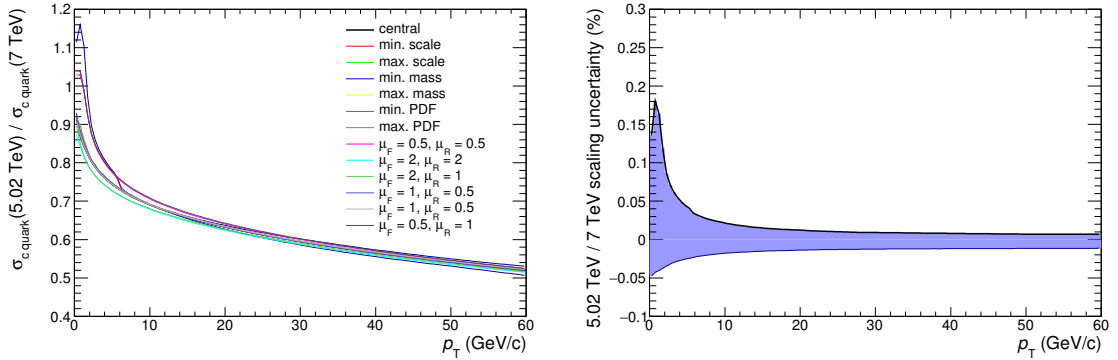 σc quark(5.02 TeV) / σc quark(7 TeV)
1.2
1.1
1
0.9
0.8
0.7
0.6
0.5
0.4
0 10 20 30 40 50 60
pT (GeV/c)
central
min. scale
max. scale
min. mass
max. mass
min. PDF
max. PDF
μF = 0.5, μR = 0.5
μF = 2, μR = 2
μF = 2, μR = 1
μF = 1, μR = 0.5
μF = 1, μR = 0.5
μF = 0.5, μR = 1
5.02 TeV / 7 TeV scaling uncertainty (%)
0.3
0.25
0.2
0.15
0.1
0.05
0
−0.05
−0.1
0 10 20 30 40 50 60
pT (GeV/c)